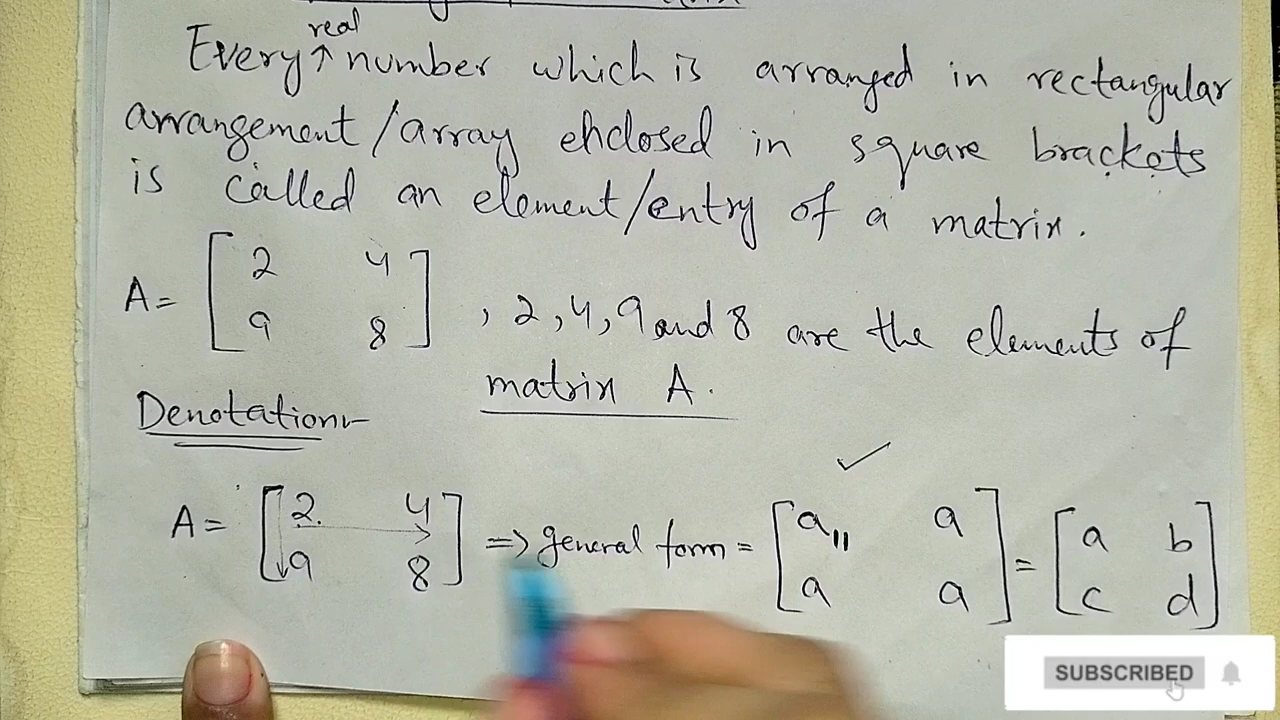 real
Every ↑ number which is arranged in rectangular
arrangement/array enclosed in square brackets
is called an element/entry of a matrix.
A = [ 2 4
9 8 ] , 2, 4, 9 and 8 are the elements of
matrix A.
Denotation:-
✓
A = [ 2 4
9 8 ] => general form = [ a₁₁ a
a a ] = [ a b
c d ]
SUBSCRIBED